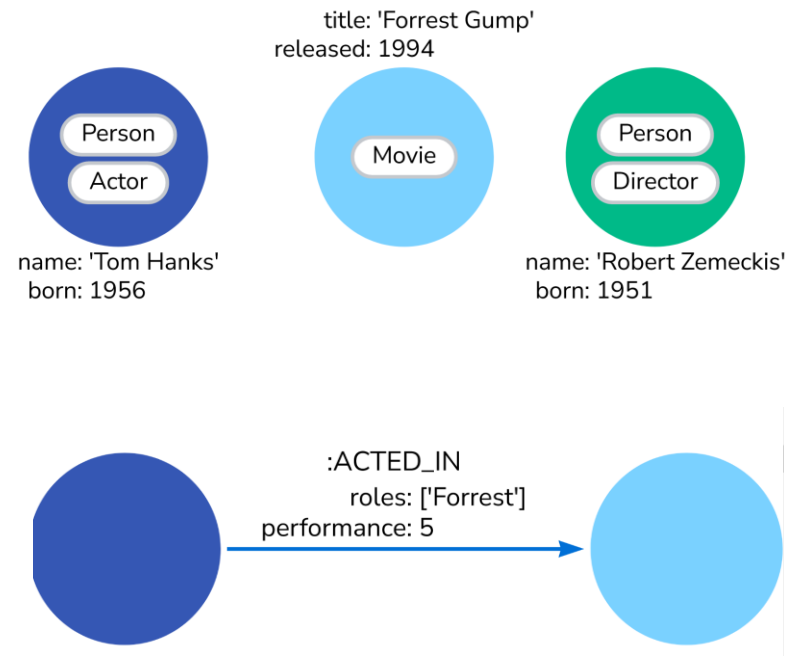 title: 'Forrest Gump'
released: 1994
Person
Actor
Movie
Person
Director
name: 'Tom Hanks'
born: 1956
name: 'Robert Zemeckis'
born: 1951
:ACTED_IN
roles: ['Forrest']
performance: 5